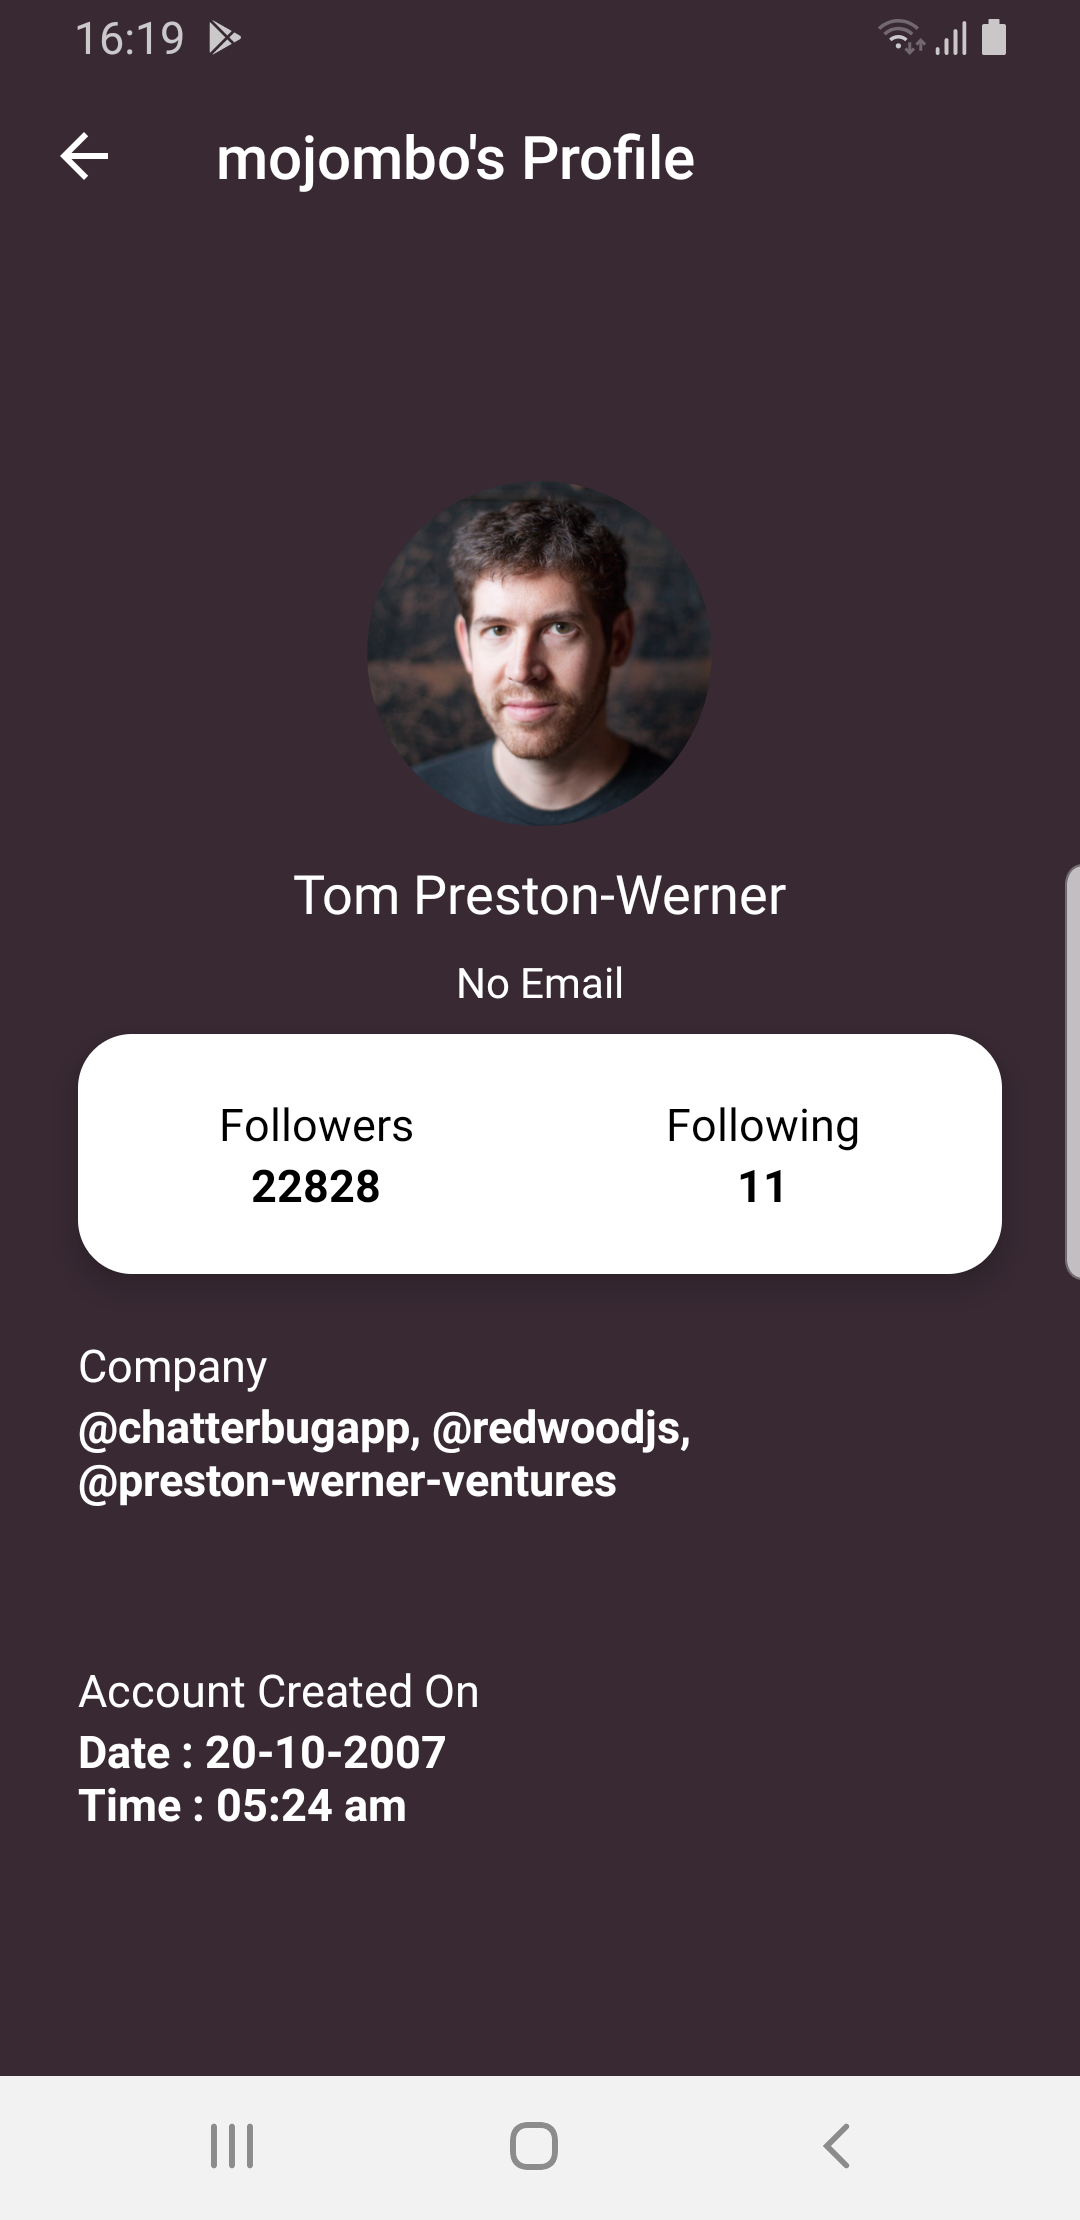 16:19
mojombo's Profile
Tom Preston-Werner
No Email
Followers Following
22828 11
Company
@chatterbugapp, @redwoodjs,
@preston-werner-ventures
Account Created On
Date : 20-10-2007
Time : 05:24 am